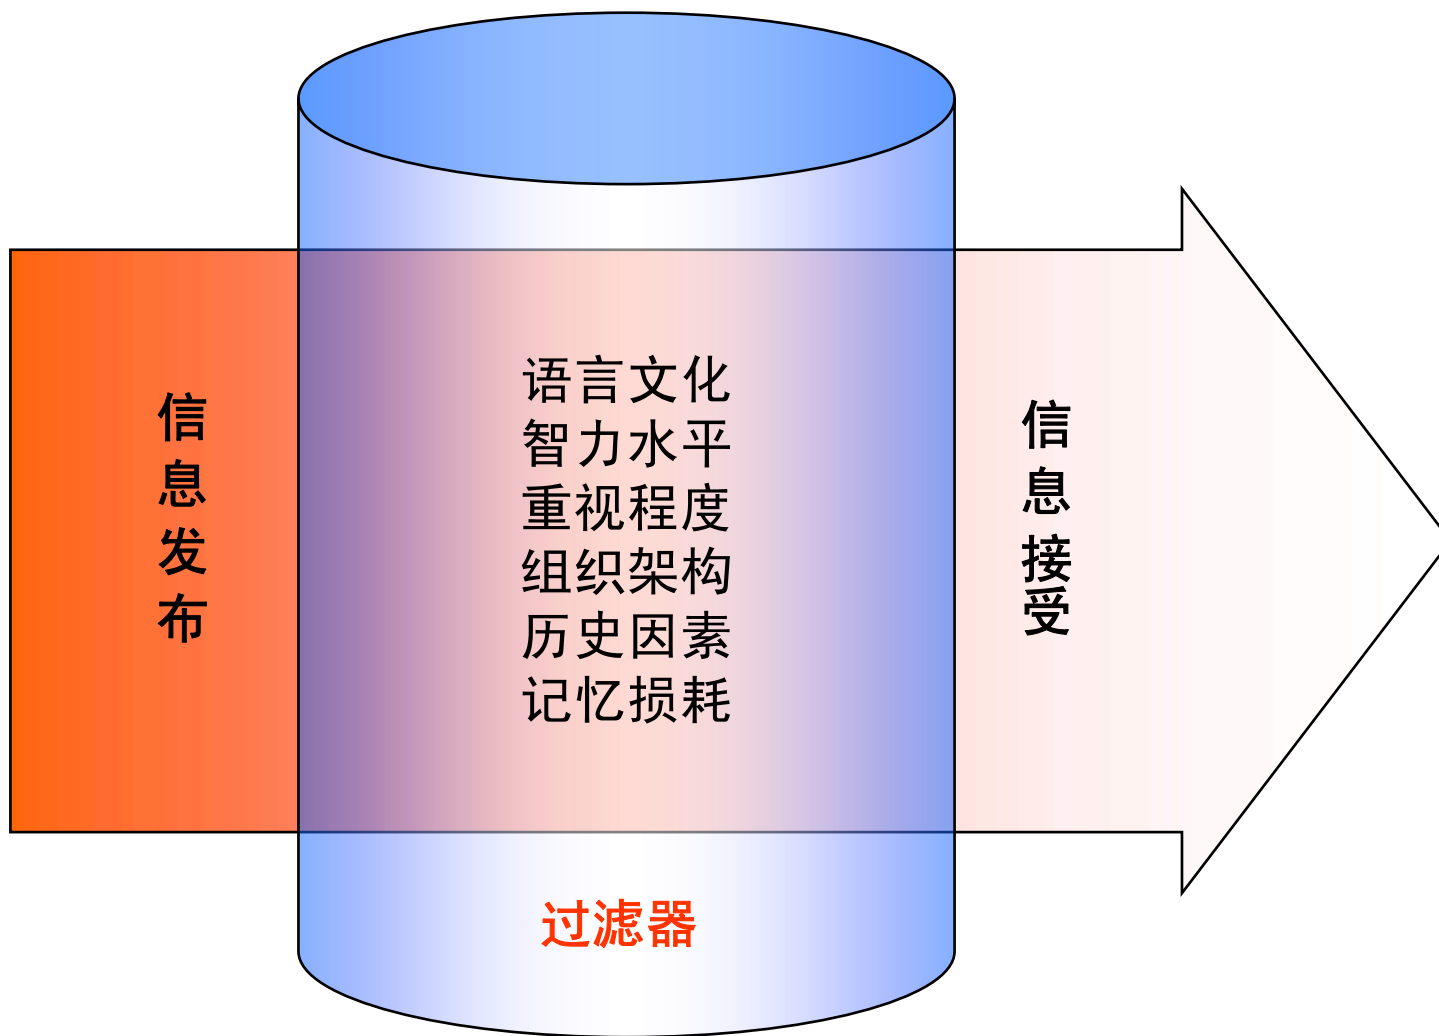 信息发布
语言文化
智力水平
重视程度
组织架构
历史因素
记忆损耗
过滤器
信息接受